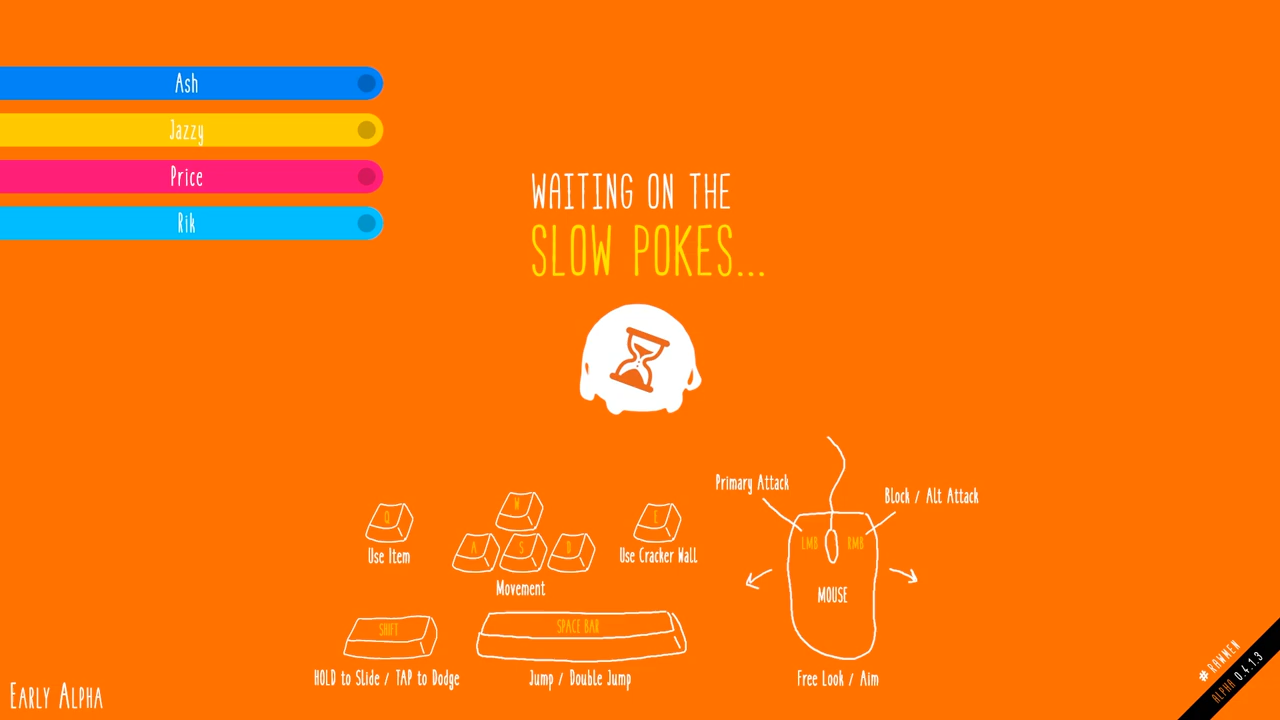 Ash
Jazzy
Price
Rik
WAITING ON THE
SLOW POKES...
Primary Attack
Block / Alt Attack
Q
W
E
A
S
D
LMB
RMB
Use Item
Use Cracker Wall
Movement
MOUSE
SHIFT
SPACE BAR
HOLD to Slide / TAP to Dodge
Jump / Double Jump
Free Look / Aim
EARLY ALPHA
#RAWMEN
ALPHA 0.4.1.3